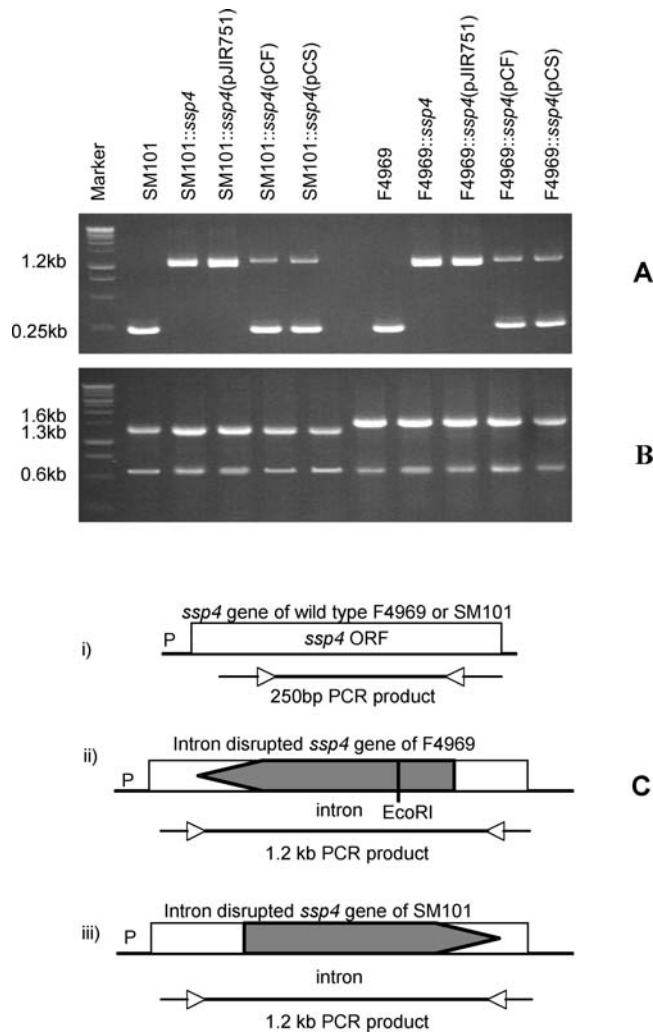 Marker
SM101
SM101::ssp4
SM101::ssp4(pJIR751)
SM101::ssp4(pCF)
SM101::ssp4(pCS)
F4969
F4969::ssp4
F4969::ssp4(pJIR751)
F4969::ssp4(pCF)
F4969::ssp4(pCS)
1.2kb
0.25kb
A
1.6kb
1.3kb
0.6kb
B
ssp4 gene of wild type F4969 or SM101
i)
P
ssp4 ORF
250bp PCR product
ii)
Intron disrupted ssp4 gene of F4969
P
intron
EcoRI
1.2 kb PCR product
C
iii)
Intron disrupted ssp4 gene of SM101
P
intron
1.2 kb PCR product